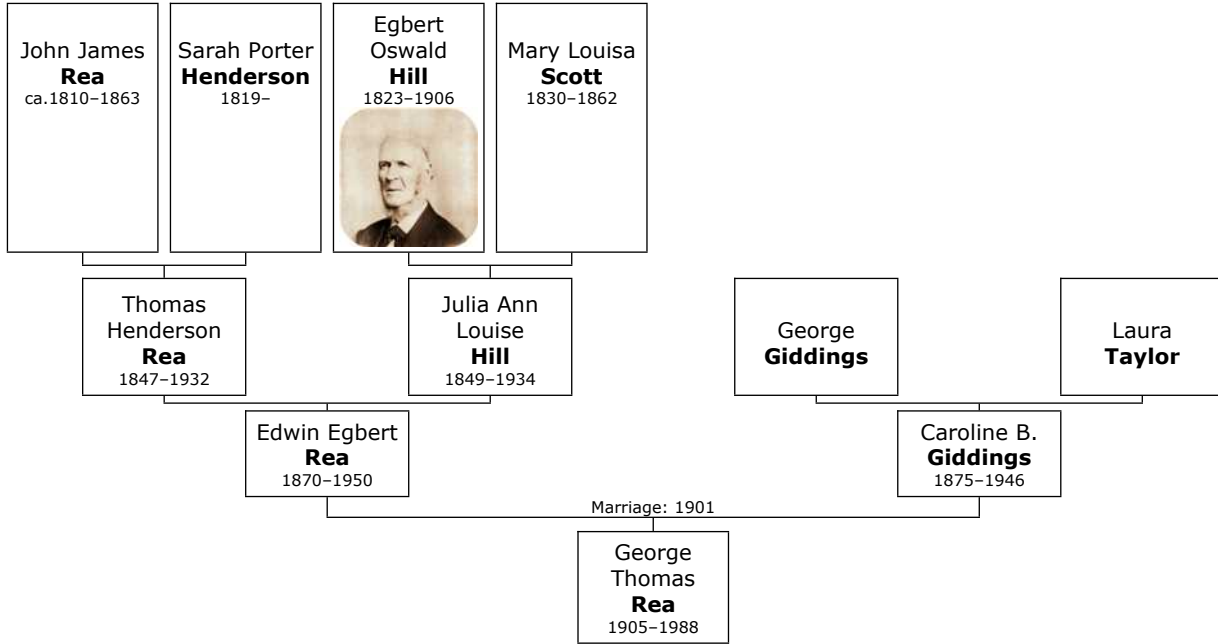 John James
Rea
ca.1810–1863
Sarah Porter
Henderson
1819–
Egbert
Oswald
Hill
1823–1906
Mary Louisa
Scott
1830–1862
Thomas
Henderson
Rea
1847–1932
Julia Ann
Louise
Hill
1849–1934
George
Giddings
Laura
Taylor
Edwin Egbert
Rea
1870–1950
Caroline B.
Giddings
1875–1946
Marriage: 1901
George
Thomas
Rea
1905–1988